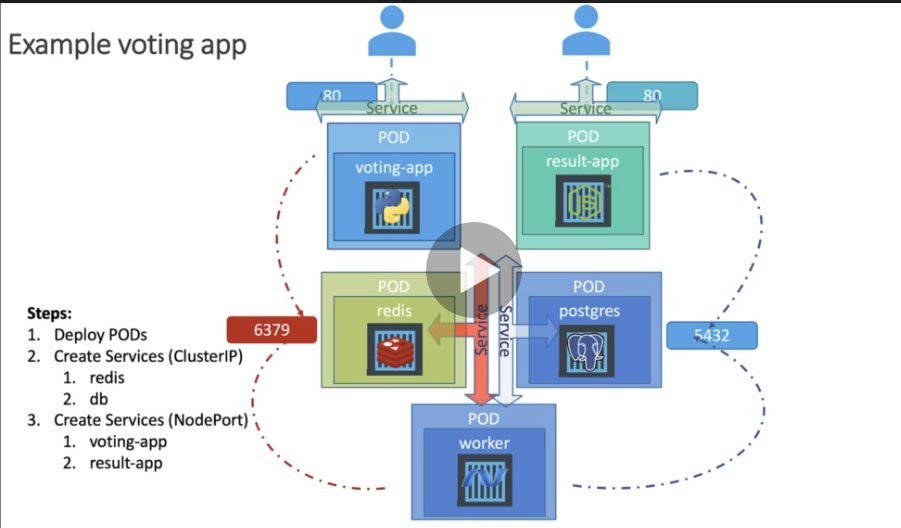 Example voting app
80
Service
80
Service
POD
voting-app
POD
result-app
JS
POD
redis
Service
Service
POD
postgres
6379
5432
POD
worker
Steps:
1. Deploy PODs
2. Create Services (ClusterIP)
1. redis
2. db
3. Create Services (NodePort)
1. voting-app
2. result-app